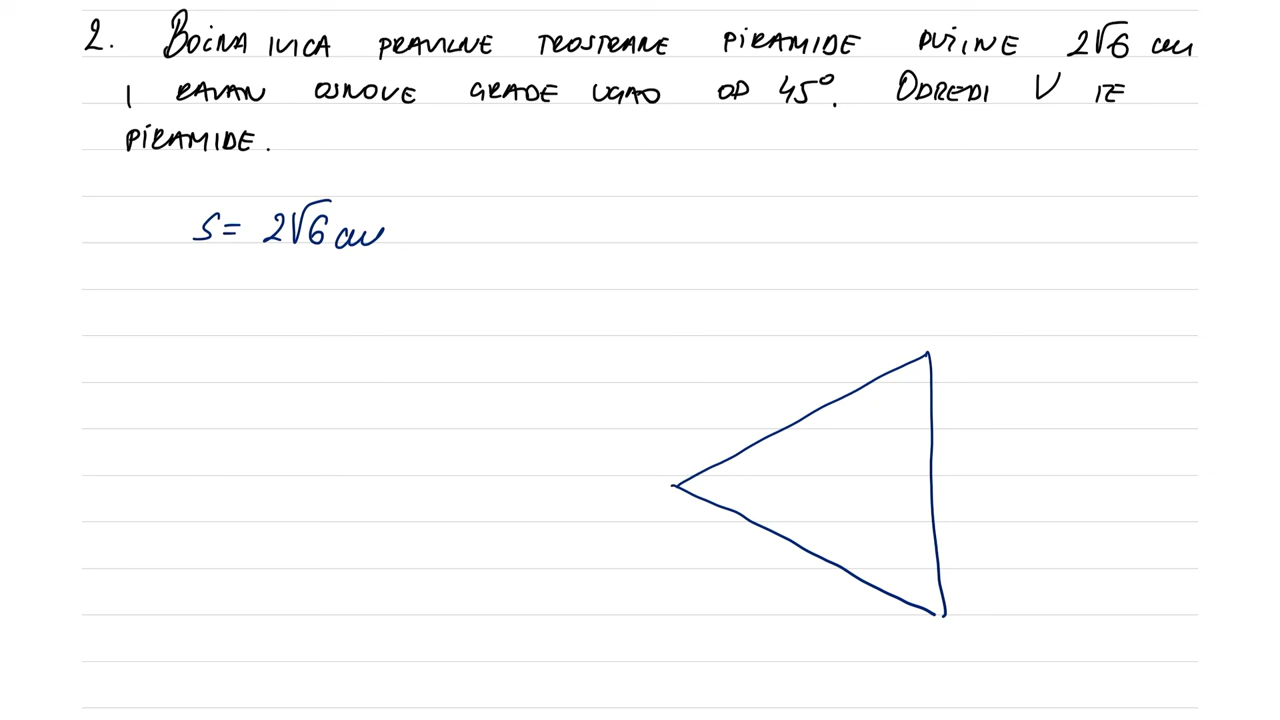 2. BOČNA IVICA PRAVILNE TROSTRANE PIRAMIDE DUŽINE 2√6 cm
I RAVAN OSNOVE GRADE UGAO OD 45°. ODREDI V TE
PIRAMIDE.
s = 2√6 cm